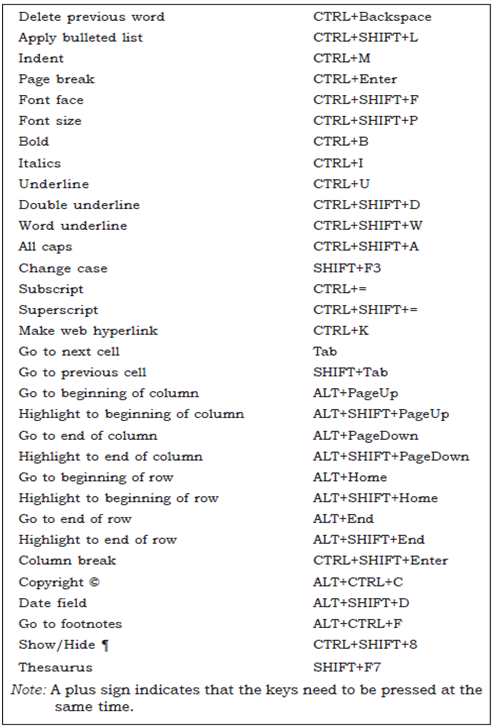 Delete previous word CTRL+Backspace
Apply bulleted list CTRL+SHIFT+L
Indent CTRL+M
Page break CTRL+Enter
Font face CTRL+SHIFT+F
Font size CTRL+SHIFT+P
Bold CTRL+B
Italics CTRL+I
Underline CTRL+U
Double underline CTRL+SHIFT+D
Word underline CTRL+SHIFT+W
All caps CTRL+SHIFT+A
Change case SHIFT+F3
Subscript CTRL+=
Superscript CTRL+SHIFT+=
Make web hyperlink CTRL+K
Go to next cell Tab
Go to previous cell SHIFT+Tab
Go to beginning of column ALT+PageUp
Highlight to beginning of column ALT+SHIFT+PageUp
Go to end of column ALT+PageDown
Highlight to end of column ALT+SHIFT+PageDown
Go to beginning of row ALT+Home
Highlight to beginning of row ALT+SHIFT+Home
Go to end of row ALT+End
Highlight to end of row ALT+SHIFT+End
Column break CTRL+SHIFT+Enter
Copyright © ALT+CTRL+C
Date field ALT+SHIFT+D
Go to footnotes ALT+CTRL+F
Show/Hide ¶ CTRL+SHIFT+8
Thesaurus SHIFT+F7
Note: A plus sign indicates that the keys need to be pressed at the
same time.